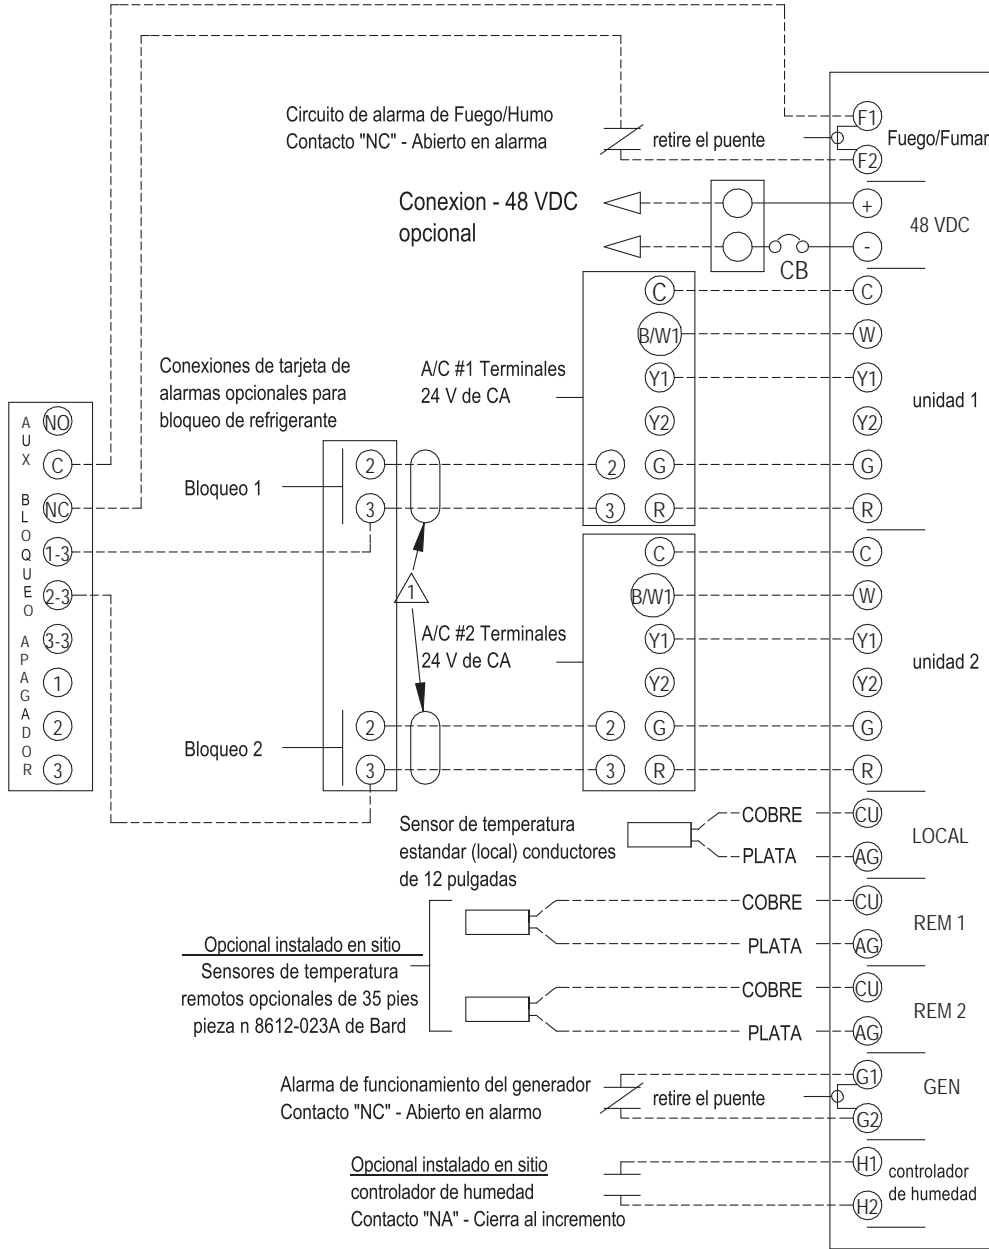 Circuito de alarma de Fuego/Humo
Contacto "NC" - Abierto en alarma
retire el puente
F1
F2
Fuego/Fumar
Conexion - 48 VDC
opcional
CB
+
-
48 VDC
Conexiones de tarjeta de
alarmas opcionales para
bloqueo de refrigerante
A/C #1 Terminales
24 V de CA
C
B/W1
Y1
Y2
G
R
2
3
C
W
Y1
Y2
G
R
unidad 1
AUX BLOQUEO APAGADOR
NO
C
NC
1-3
2-3
3-3
1
2
3
Bloqueo 1
2
3
1
Bloqueo 2
2
3
A/C #2 Terminales
24 V de CA
C
B/W1
Y1
Y2
G
R
2
3
C
W
Y1
Y2
G
R
unidad 2
Sensor de temperatura
estandar (local) conductores
de 12 pulgadas
COBRE
PLATA
CU
AG
LOCAL
Opcional instalado en sitio
Sensores de temperatura
remotos opcionales de 35 pies
pieza n 8612-023A de Bard
COBRE
PLATA
CU
AG
REM 1
COBRE
PLATA
CU
AG
REM 2
Alarma de funcionamiento del generador
Contacto "NC" - Abierto en alarmo
retire el puente
G1
G2
GEN
Opcional instalado en sitio
controlador de humedad
Contacto "NA" - Cierra al incremento
H1
H2
controlador
de humedad